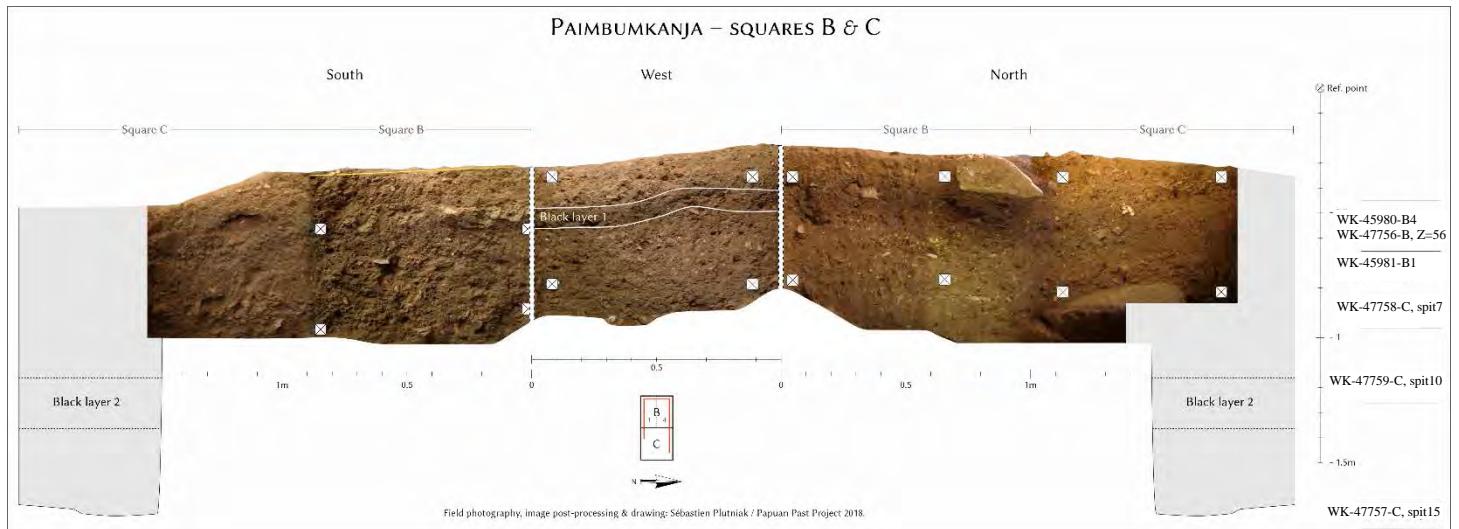 PAIMBUMKANJA – SQUARES B & C
South
West
North
Ref. point
Square C
Square B
Square B
Square C
Black layer 1
WK-45980-B4
WK-47756-B, Z=56
WK-45981-B1
WK-47758-C, spit7
- 1
0.5
1m
0.5
0
0
0.5
1m
WK-47759-C, spit10
Black layer 2
Black layer 2
B
1 4
C
- 1.5m
N
Field photography, image post-processing & drawing: Sébastien Plutniak / Papuan Past Project 2018.
WK-47757-C, spit15